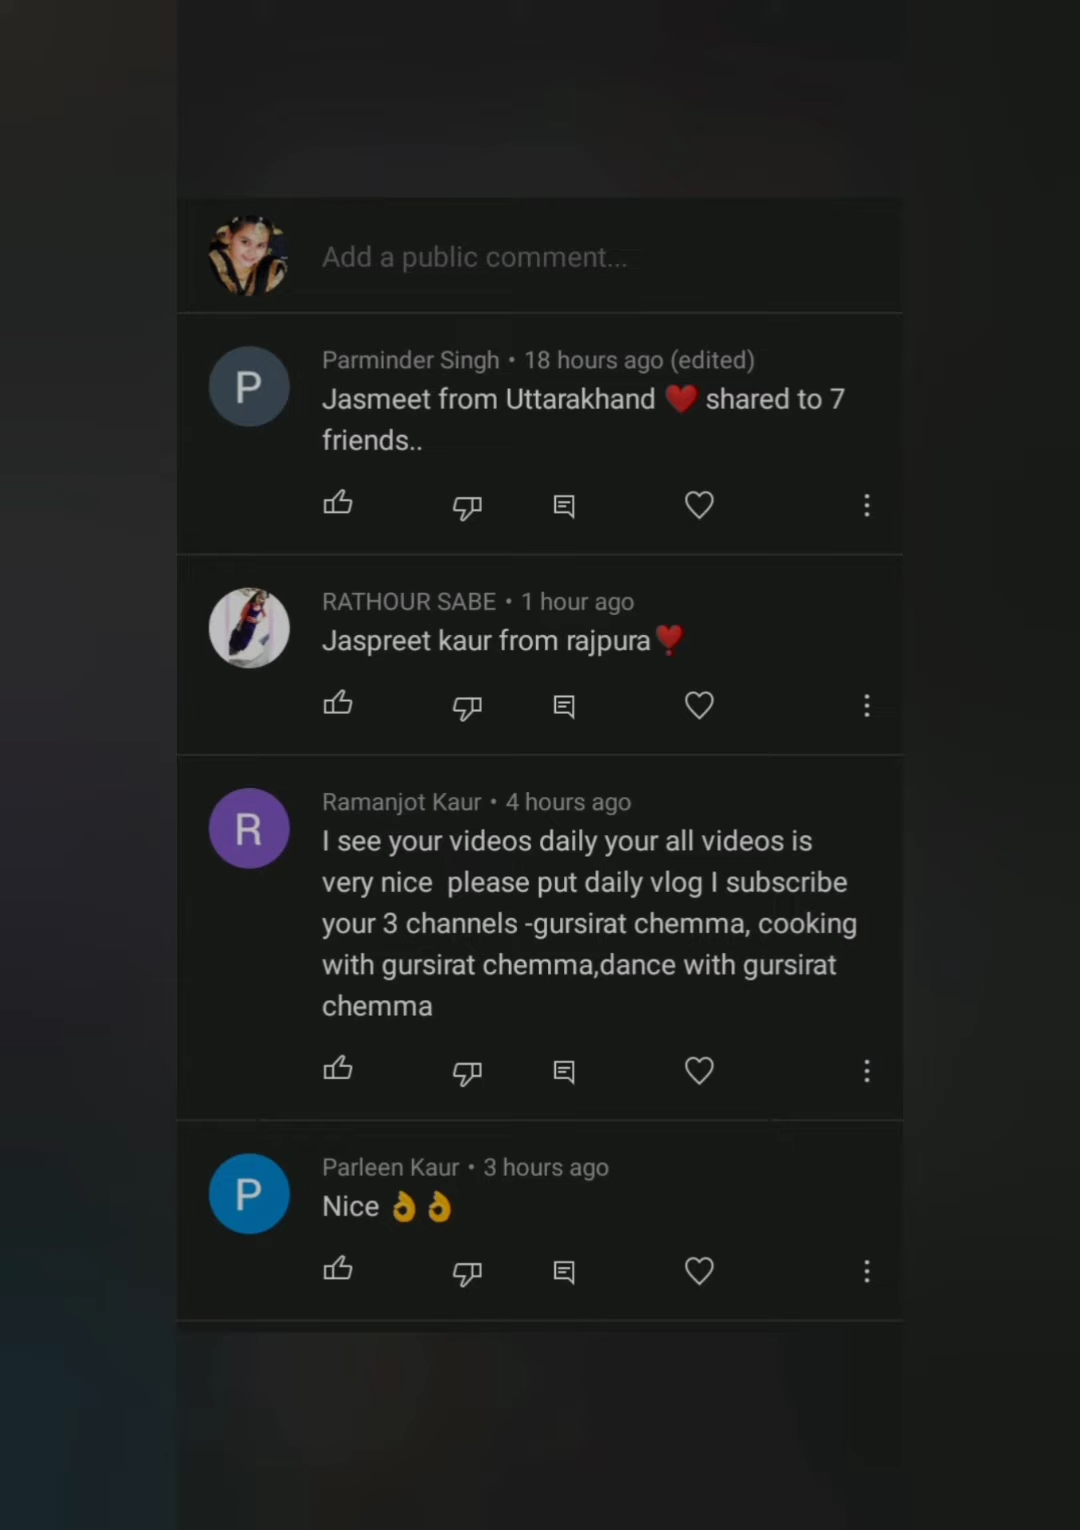 Add a public comment...
P
Parminder Singh • 18 hours ago (edited)
Jasmeet from Uttarakhand ❤️ shared to 7
friends..
RATHOUR SABE • 1 hour ago
Jaspreet kaur from rajpura❣️
R
Ramanjot Kaur • 4 hours ago
I see your videos daily your all videos is
very nice  please put daily vlog I subscribe
your 3 channels -gursirat chemma, cooking
with gursirat chemma,dance with gursirat
chemma
P
Parleen Kaur • 3 hours ago
Nice 👌👌